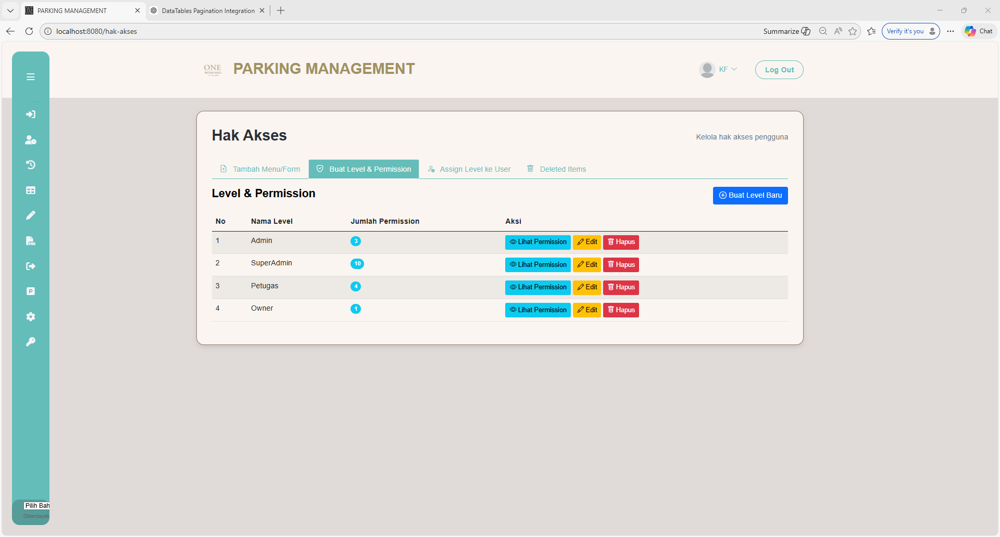 PARKING MANAGEMENT
DataTables Pagination Integration
localhost:8080/hak-akses
Summarize
Verify it's you
Chat
ONE
BATAM MALL
PARKING MANAGEMENT
KF
Log Out
Hak Akses
Kelola hak akses pengguna
Tambah Menu/Form
Buat Level & Permission
Assign Level ke User
Deleted Items
Level & Permission
Buat Level Baru
No Nama Level Jumlah Permission Aksi
1 Admin 3 Lihat Permission Edit Hapus
2 SuperAdmin 10 Lihat Permission Edit Hapus
3 Petugas 4 Lihat Permission Edit Hapus
4 Owner 1 Lihat Permission Edit Hapus
PNG
P
Pilih Bah
Diberdayak